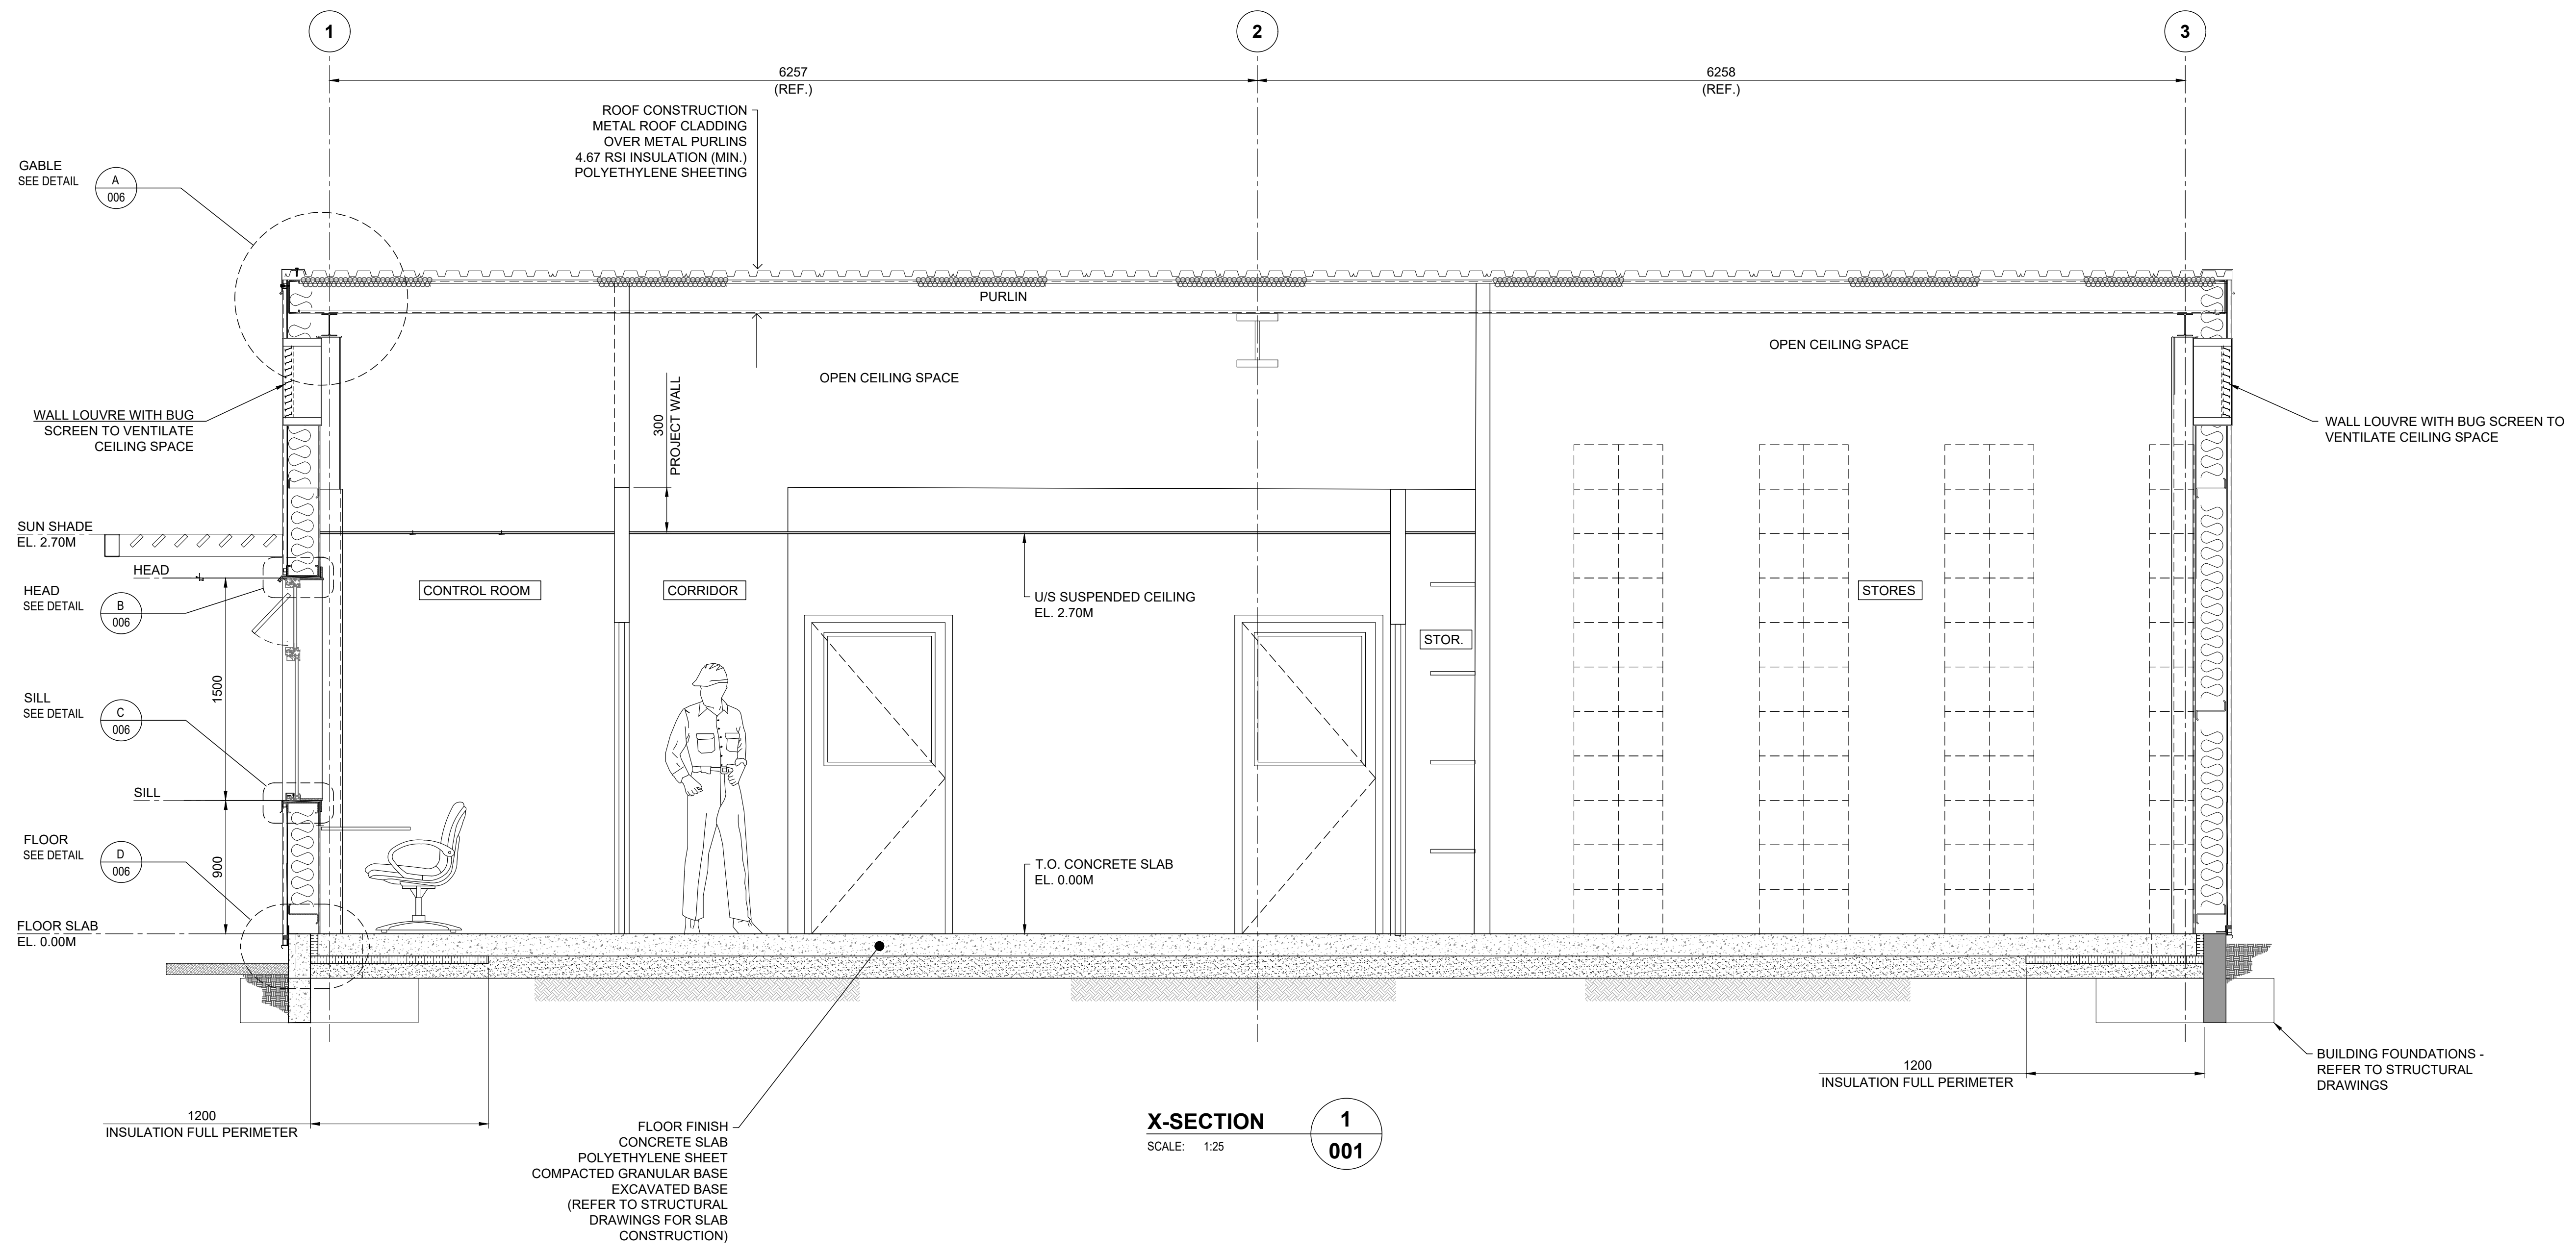 1
2
3
6257
(REF.)
6258
(REF.)
ROOF CONSTRUCTION
METAL ROOF CLADDING
OVER METAL PURLINS
4.67 RSI INSULATION (MIN.)
POLYETHYLENE SHEETING
GABLE
SEE DETAIL
A
006
PURLIN
OPEN CEILING SPACE
OPEN CEILING SPACE
300
PROJECT WALL
WALL LOUVRE WITH BUG
SCREEN TO VENTILATE
CEILING SPACE
WALL LOUVRE WITH BUG SCREEN TO
VENTILATE CEILING SPACE
SUN SHADE
EL. 2.70M
HEAD
HEAD
SEE DETAIL
B
006
CONTROL ROOM
CORRIDOR
U/S SUSPENDED CEILING
EL. 2.70M
STOR.
STORES
1500
SILL
SEE DETAIL
C
006
SILL
FLOOR
SEE DETAIL
D
006
900
T.O. CONCRETE SLAB
EL. 0.00M
FLOOR SLAB
EL. 0.00M
1200
INSULATION FULL PERIMETER
1200
INSULATION FULL PERIMETER
BUILDING FOUNDATIONS -
REFER TO STRUCTURAL
DRAWINGS
FLOOR FINISH
CONCRETE SLAB
POLYETHYLENE SHEET
COMPACTED GRANULAR BASE
EXCAVATED BASE
(REFER TO STRUCTURAL
DRAWINGS FOR SLAB
CONSTRUCTION)
X-SECTION
SCALE: 1:25
1
001